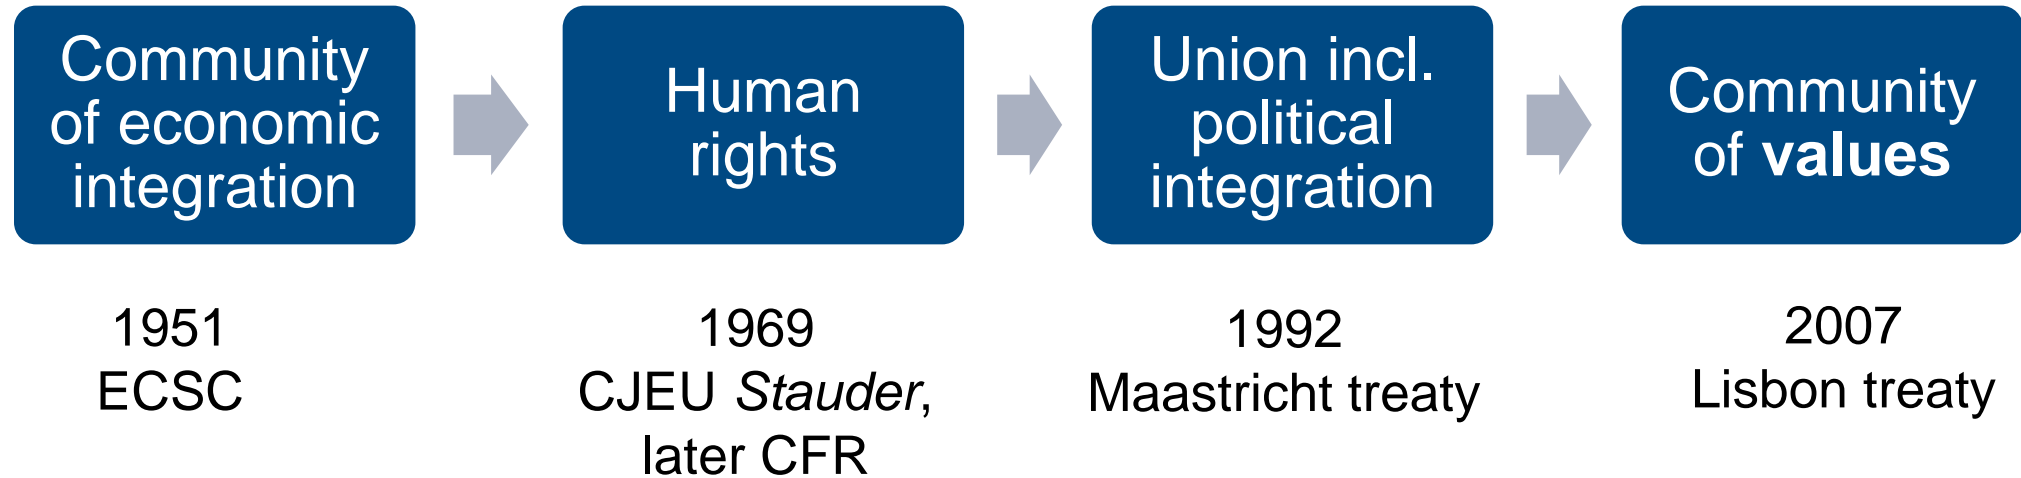 Community
of economic
integration
Human
rights
Union incl.
political
integration
Community
of values
1951
ECSC
1969
CJEU Stauder,
later CFR
1992
Maastricht treaty
2007
Lisbon treaty